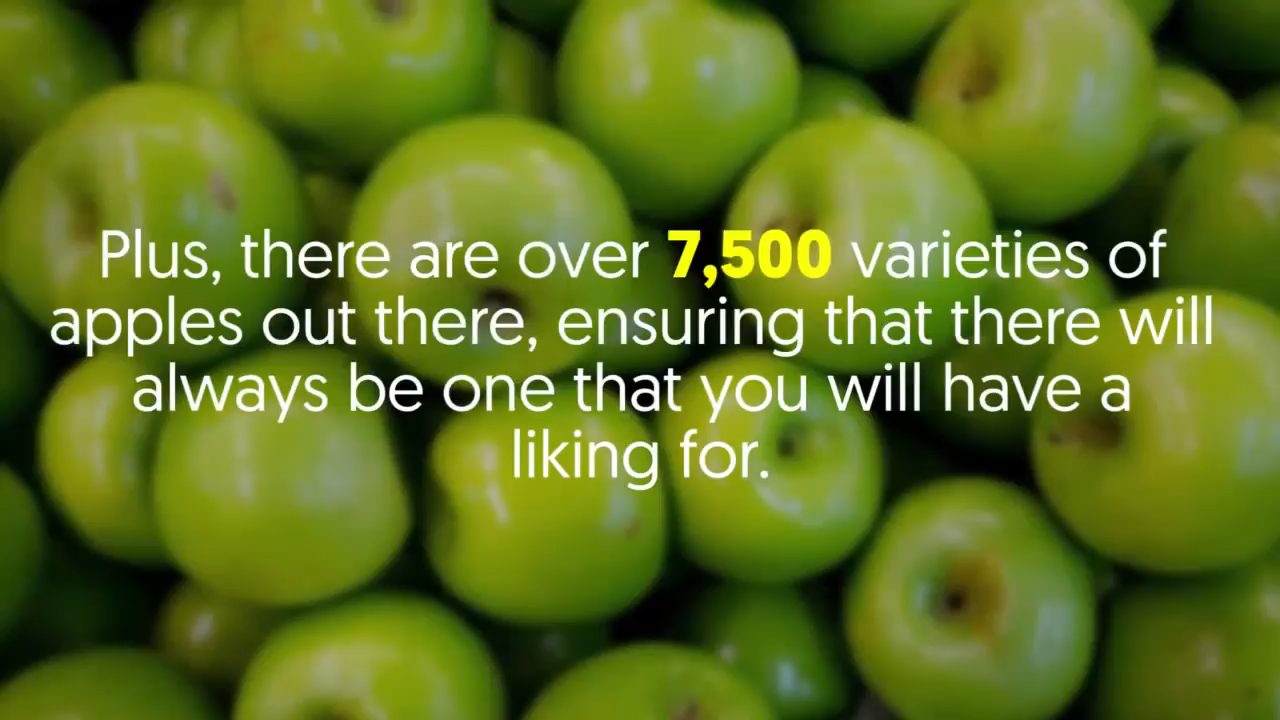 Plus, there are over 7,500 varieties of
apples out there, ensuring that there will
always be one that you will have a
liking for.